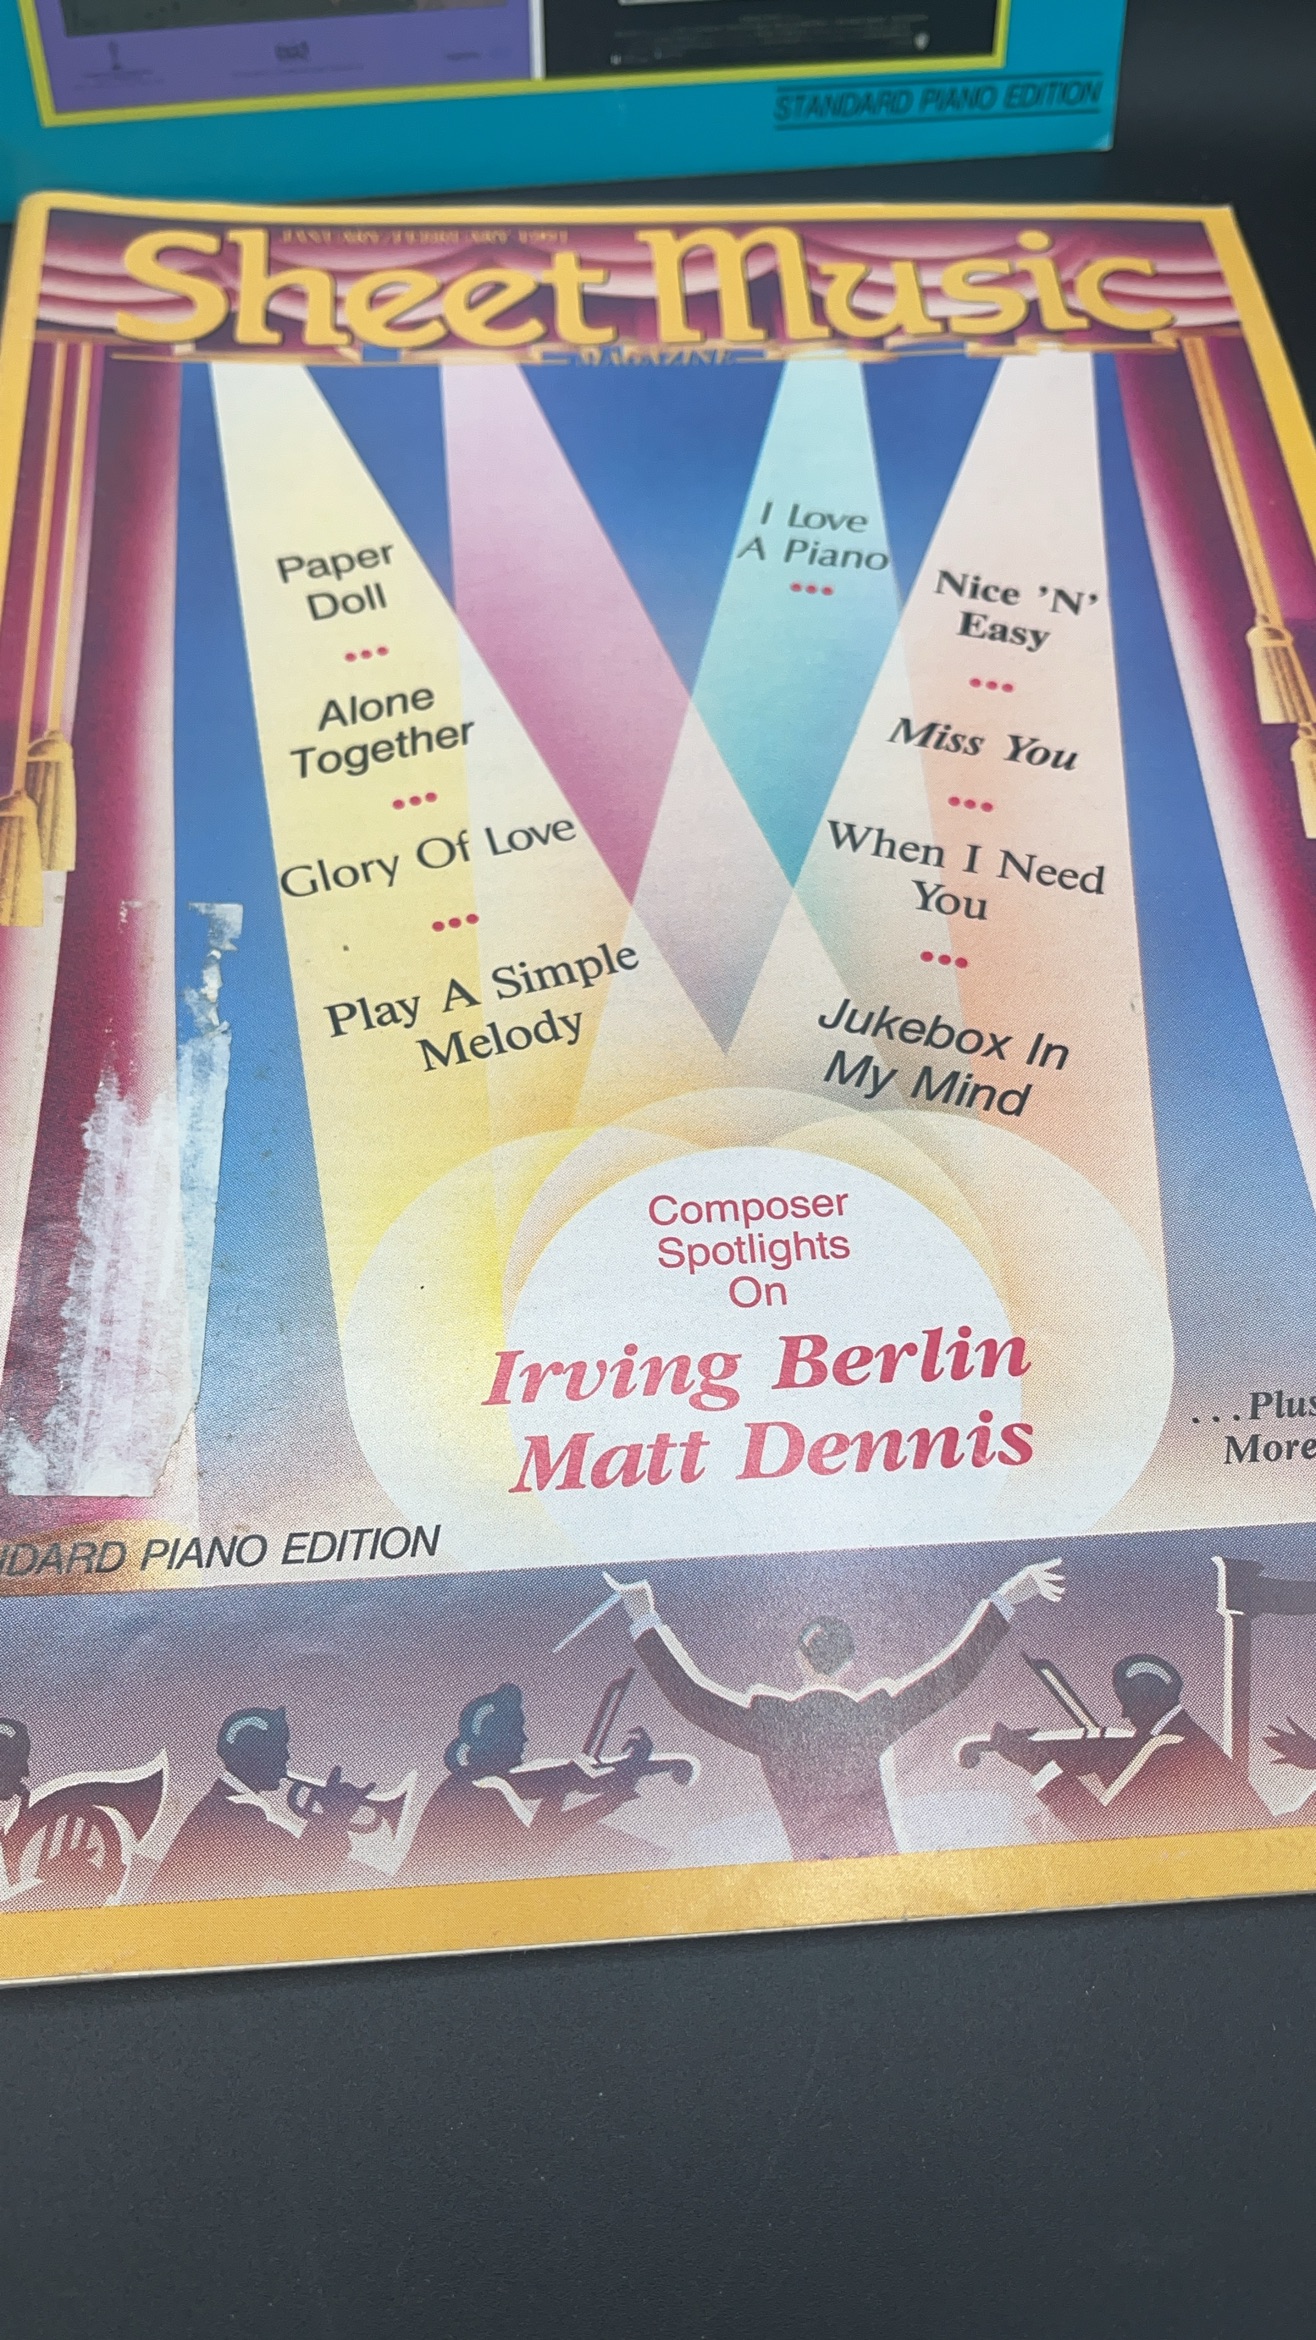 STANDARD PIANO EDITION
JANUARY/FEBRUARY 1991
Sheet Music
MAGAZINE
Paper
Doll
•••
Alone
Together
•••
Glory Of Love
•••
Play A Simple
Melody
I Love
A Piano
•••
Nice 'N'
Easy
•••
Miss You
•••
When I Need
You
•••
Jukebox In
My Mind
Composer
Spotlights
On
Irving Berlin
Matt Dennis
...Plus
More
NDARD PIANO EDITION